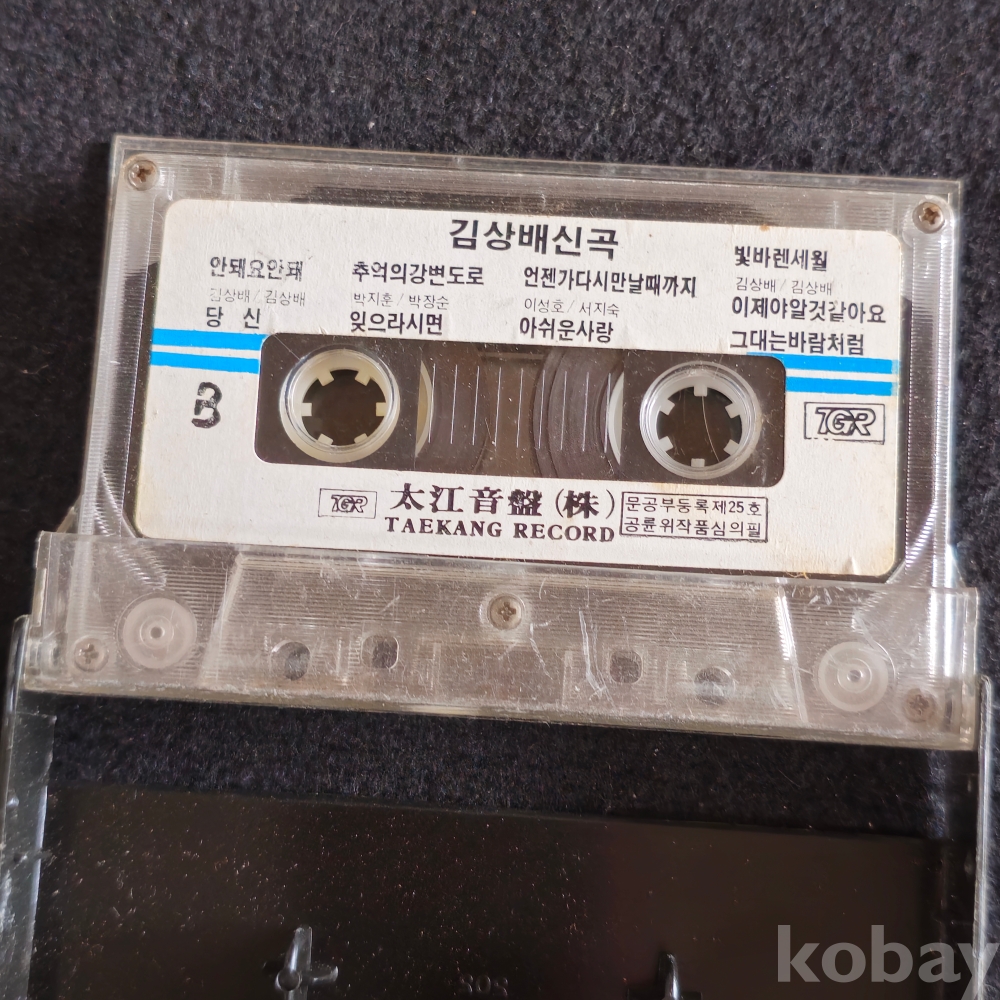 김상배신곡
안돼요안돼
김상배/김상배
당 신
추억의강변도로
박지훈/박장순
잊으라시면
언젠가다시만날때까지
이성호/서지숙
아쉬운사랑
빛바렌세월
김상배/김상배
이제야알것같아요
그대는바람처럼
B
TGR
TGR
太江音盤(株)
TAEKANG RECORD
문공부등록제25호
공륜위작품심의필
SOS
kobay